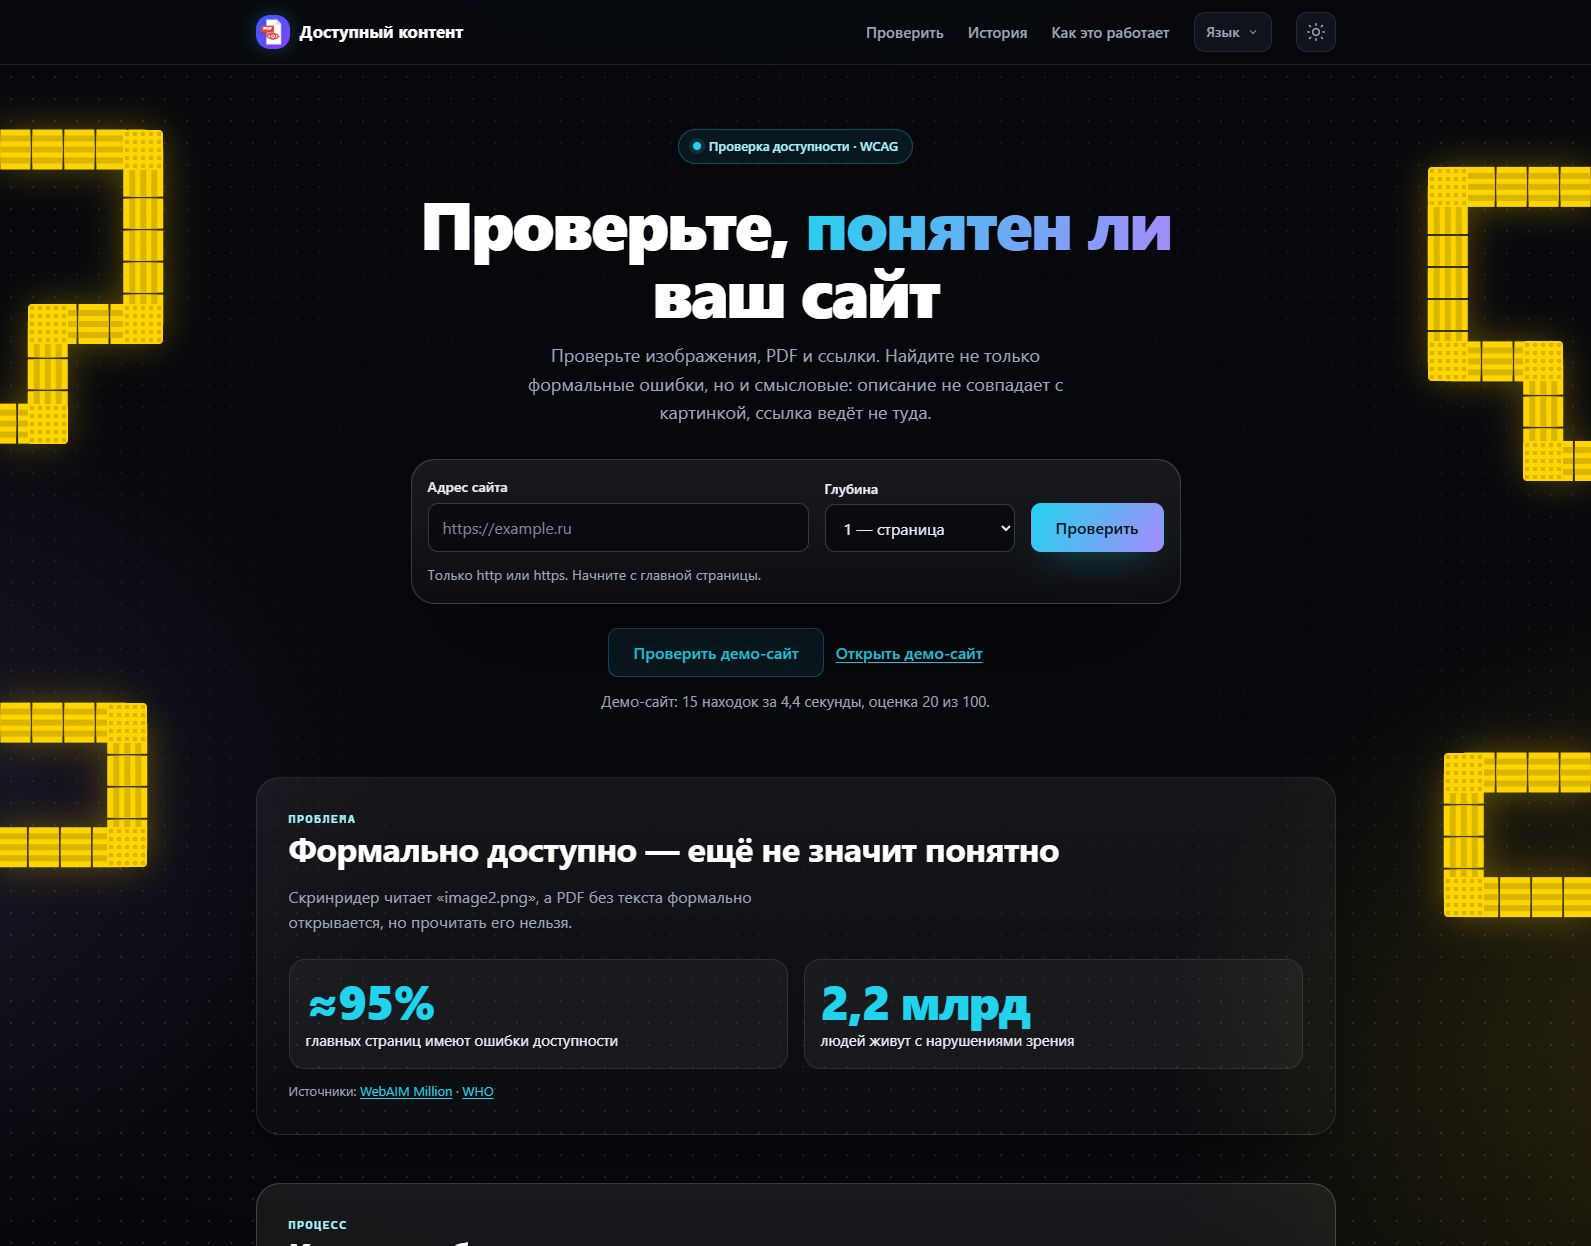 Доступный контент
Проверить
История
Как это работает
Язык
Проверка доступности · WCAG
Проверьте, понятен ли
ваш сайт
Проверьте изображения, PDF и ссылки. Найдите не только
формальные ошибки, но и смысловые: описание не совпадает с
картинкой, ссылка ведёт не туда.
Адрес сайта
Глубина
https://example.ru
1 — страница
Проверить
Только http или https. Начните с главной страницы.
Проверить демо-сайт
Открыть демо-сайт
Демо-сайт: 15 находок за 4,4 секунды, оценка 20 из 100.
ПРОБЛЕМА
Формально доступно — ещё не значит понятно
Скринридер читает «image2.png», а PDF без текста формально
открывается, но прочитать его нельзя.
≈95%
главных страниц имеют ошибки доступности
2,2 млрд
людей живут с нарушениями зрения
Источники: WebAIM Million · WHO
ПРОЦЕСС